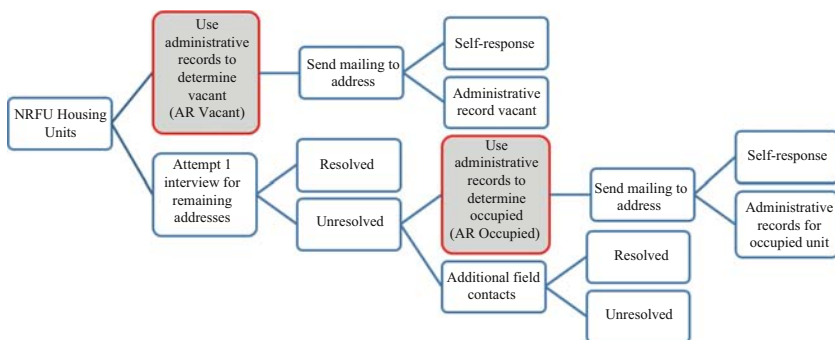 Use
administrative
records to
determine
vacant
(AR Vacant)
Send mailing to
address
Self-response
Administrative
record vacant
NRFU Housing
Units
Attempt 1
interview for
remaining
addresses
Resolved
Unresolved
Use
administrative
records to
determine
occupied
(AR Occupied)
Send mailing to
address
Self-response
Administrative
records for
occupied unit
Additional field
contacts
Resolved
Unresolved